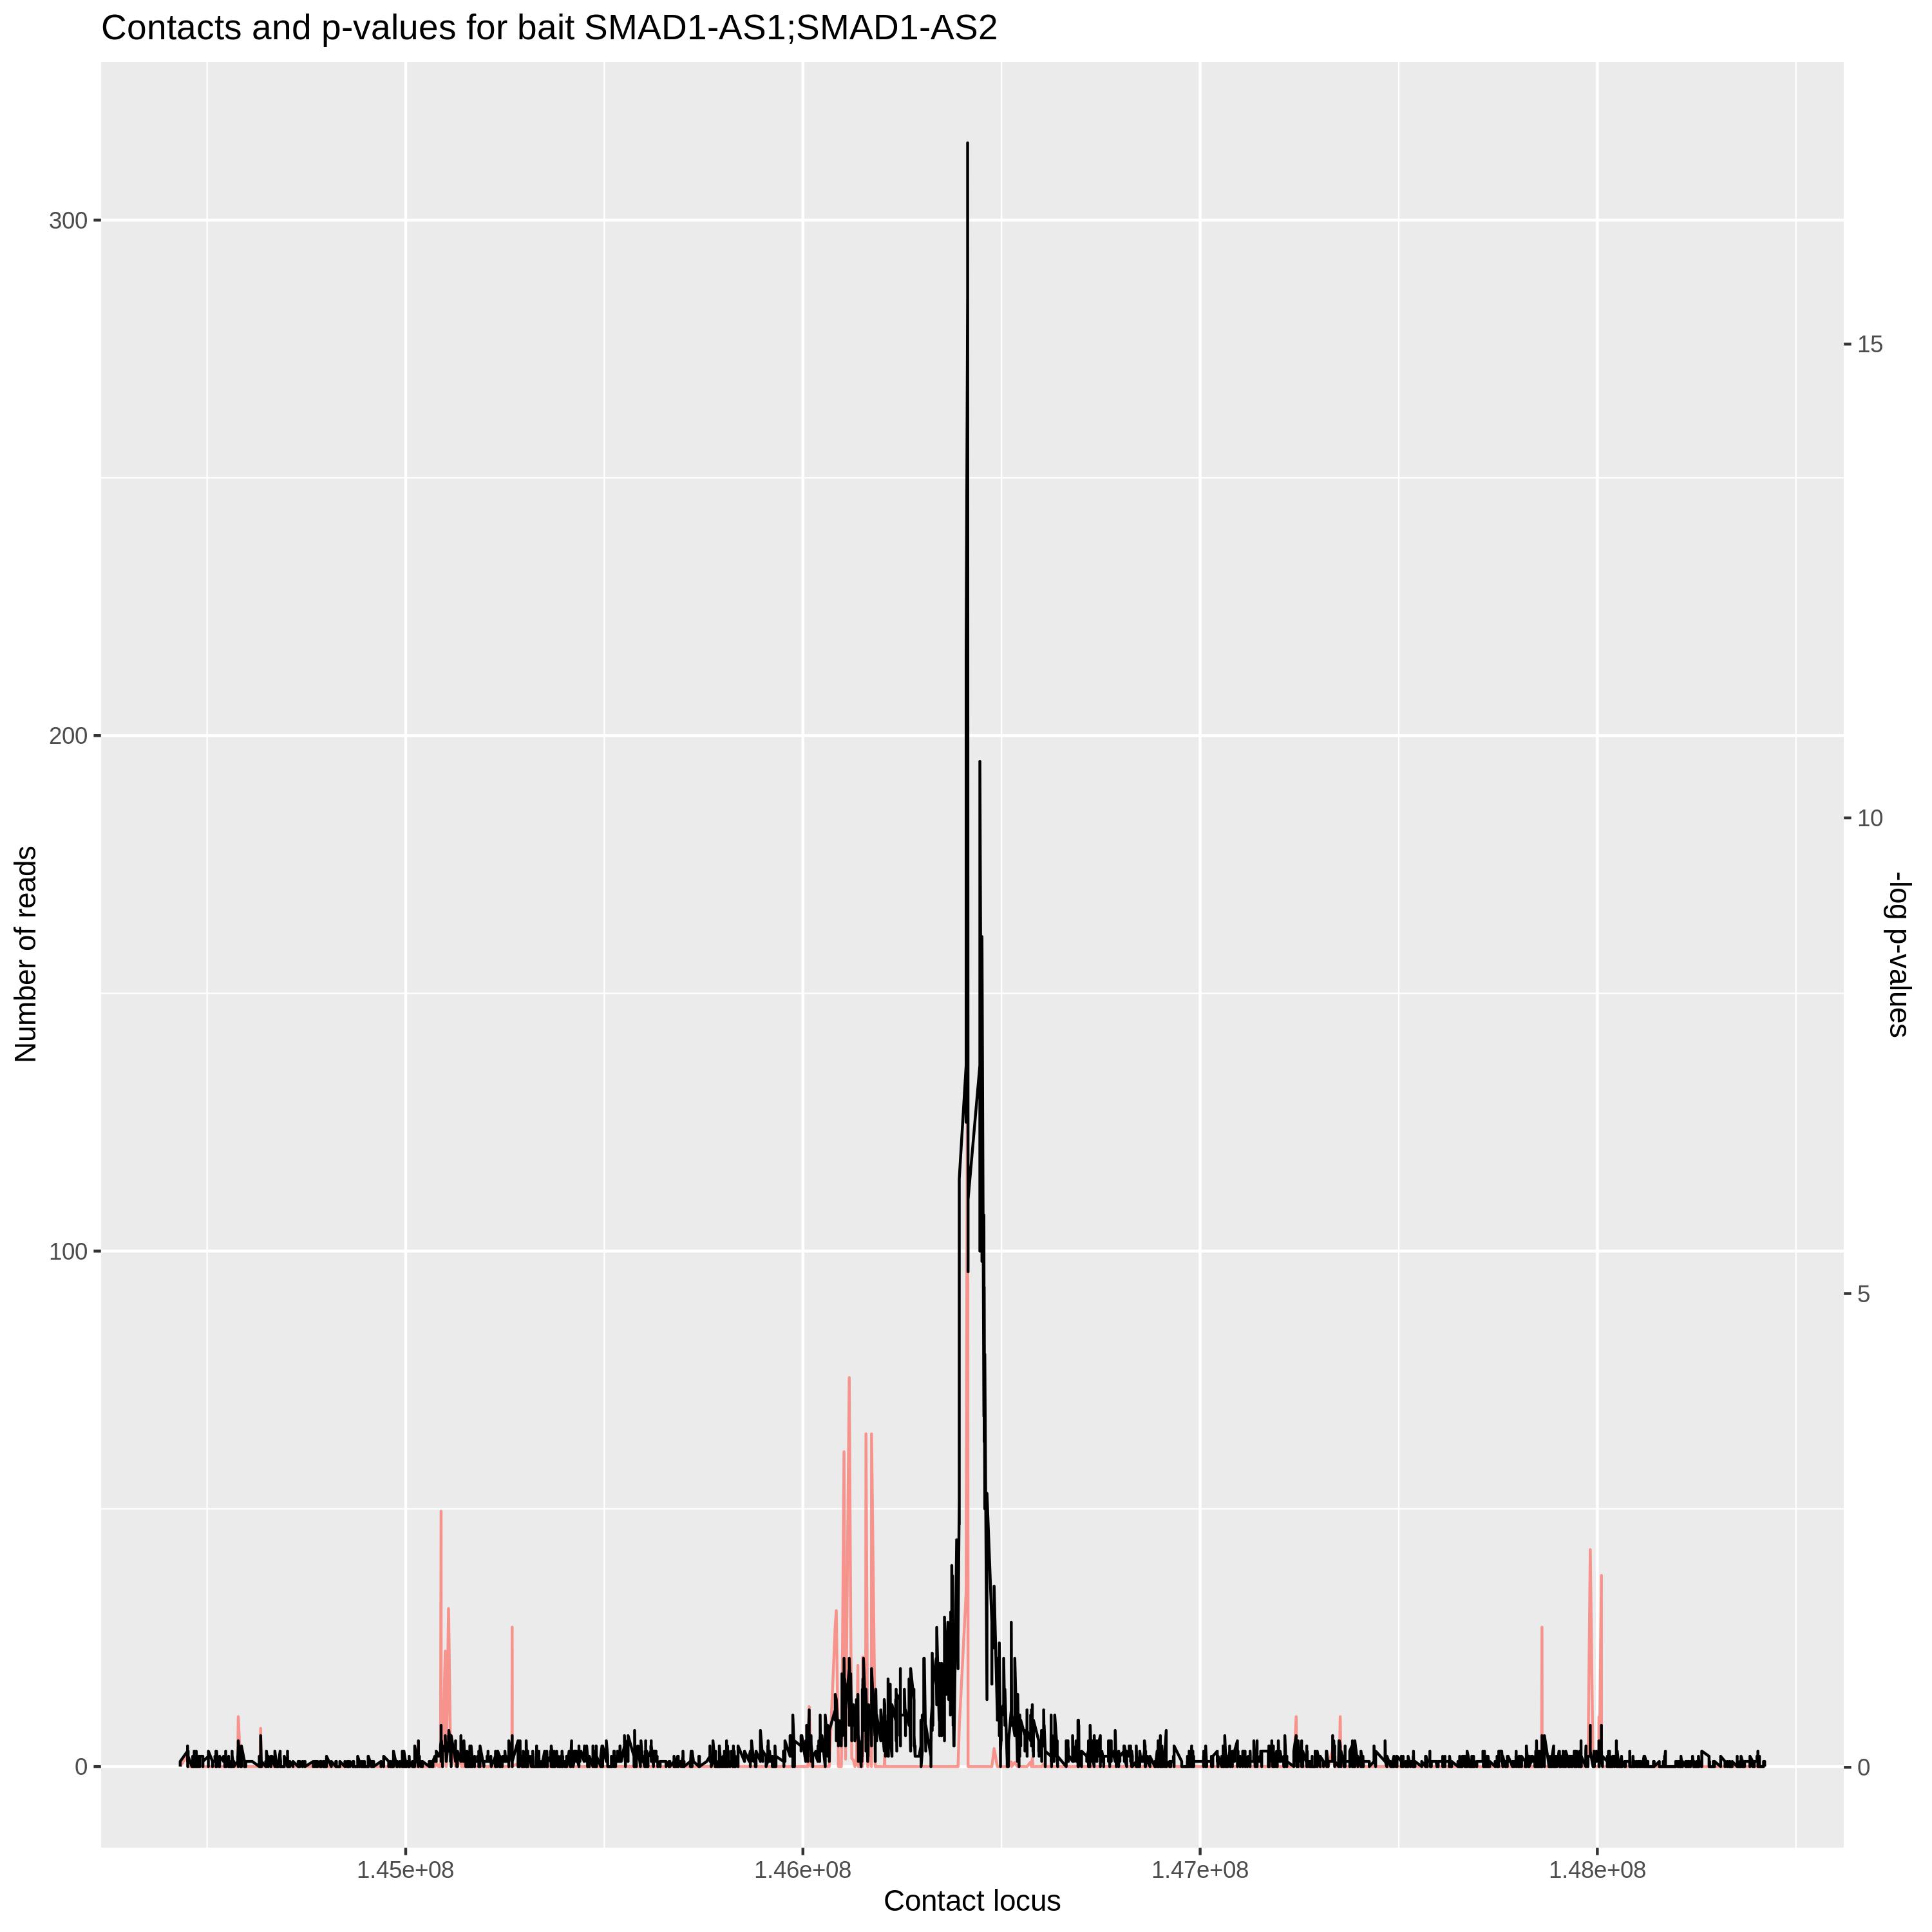 Contacts and p-values for bait SMAD1-AS1;SMAD1-AS2
300
200
100
0
Number of reads
15
10
5
0
-log p-values
1.45e+08 1.46e+08 1.47e+08 1.48e+08
Contact locus